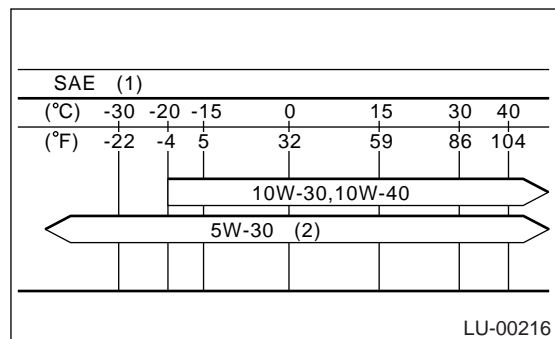 SAE (1)
(°C) -30 -20 -15 0 15 30 40
(°F) -22 -4 5 32 59 86 104
10W-30,10W-40
5W-30 (2)
LU-00216